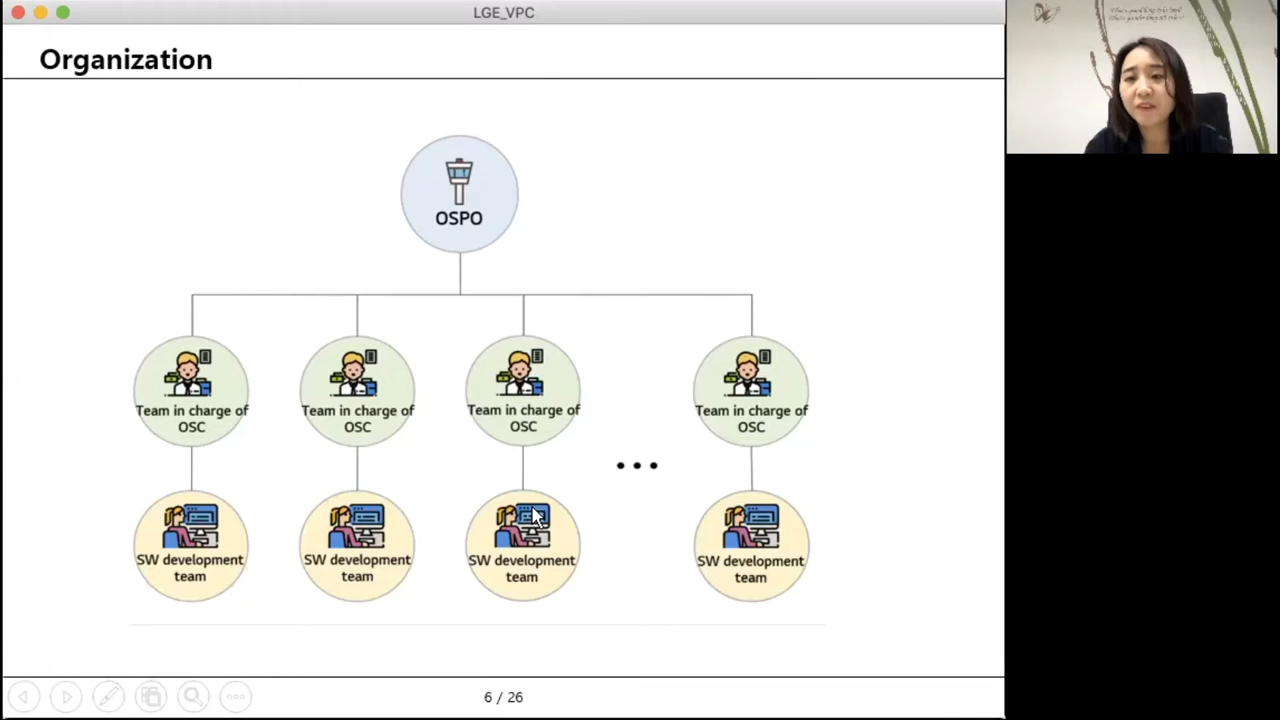 LGE_VPC
Organization
OSPO
Team in charge of
OSC
Team in charge of
OSC
Team in charge of
OSC
Team in charge of
OSC
SW development
team
SW development
team
SW development
team
SW development
team
6 / 26